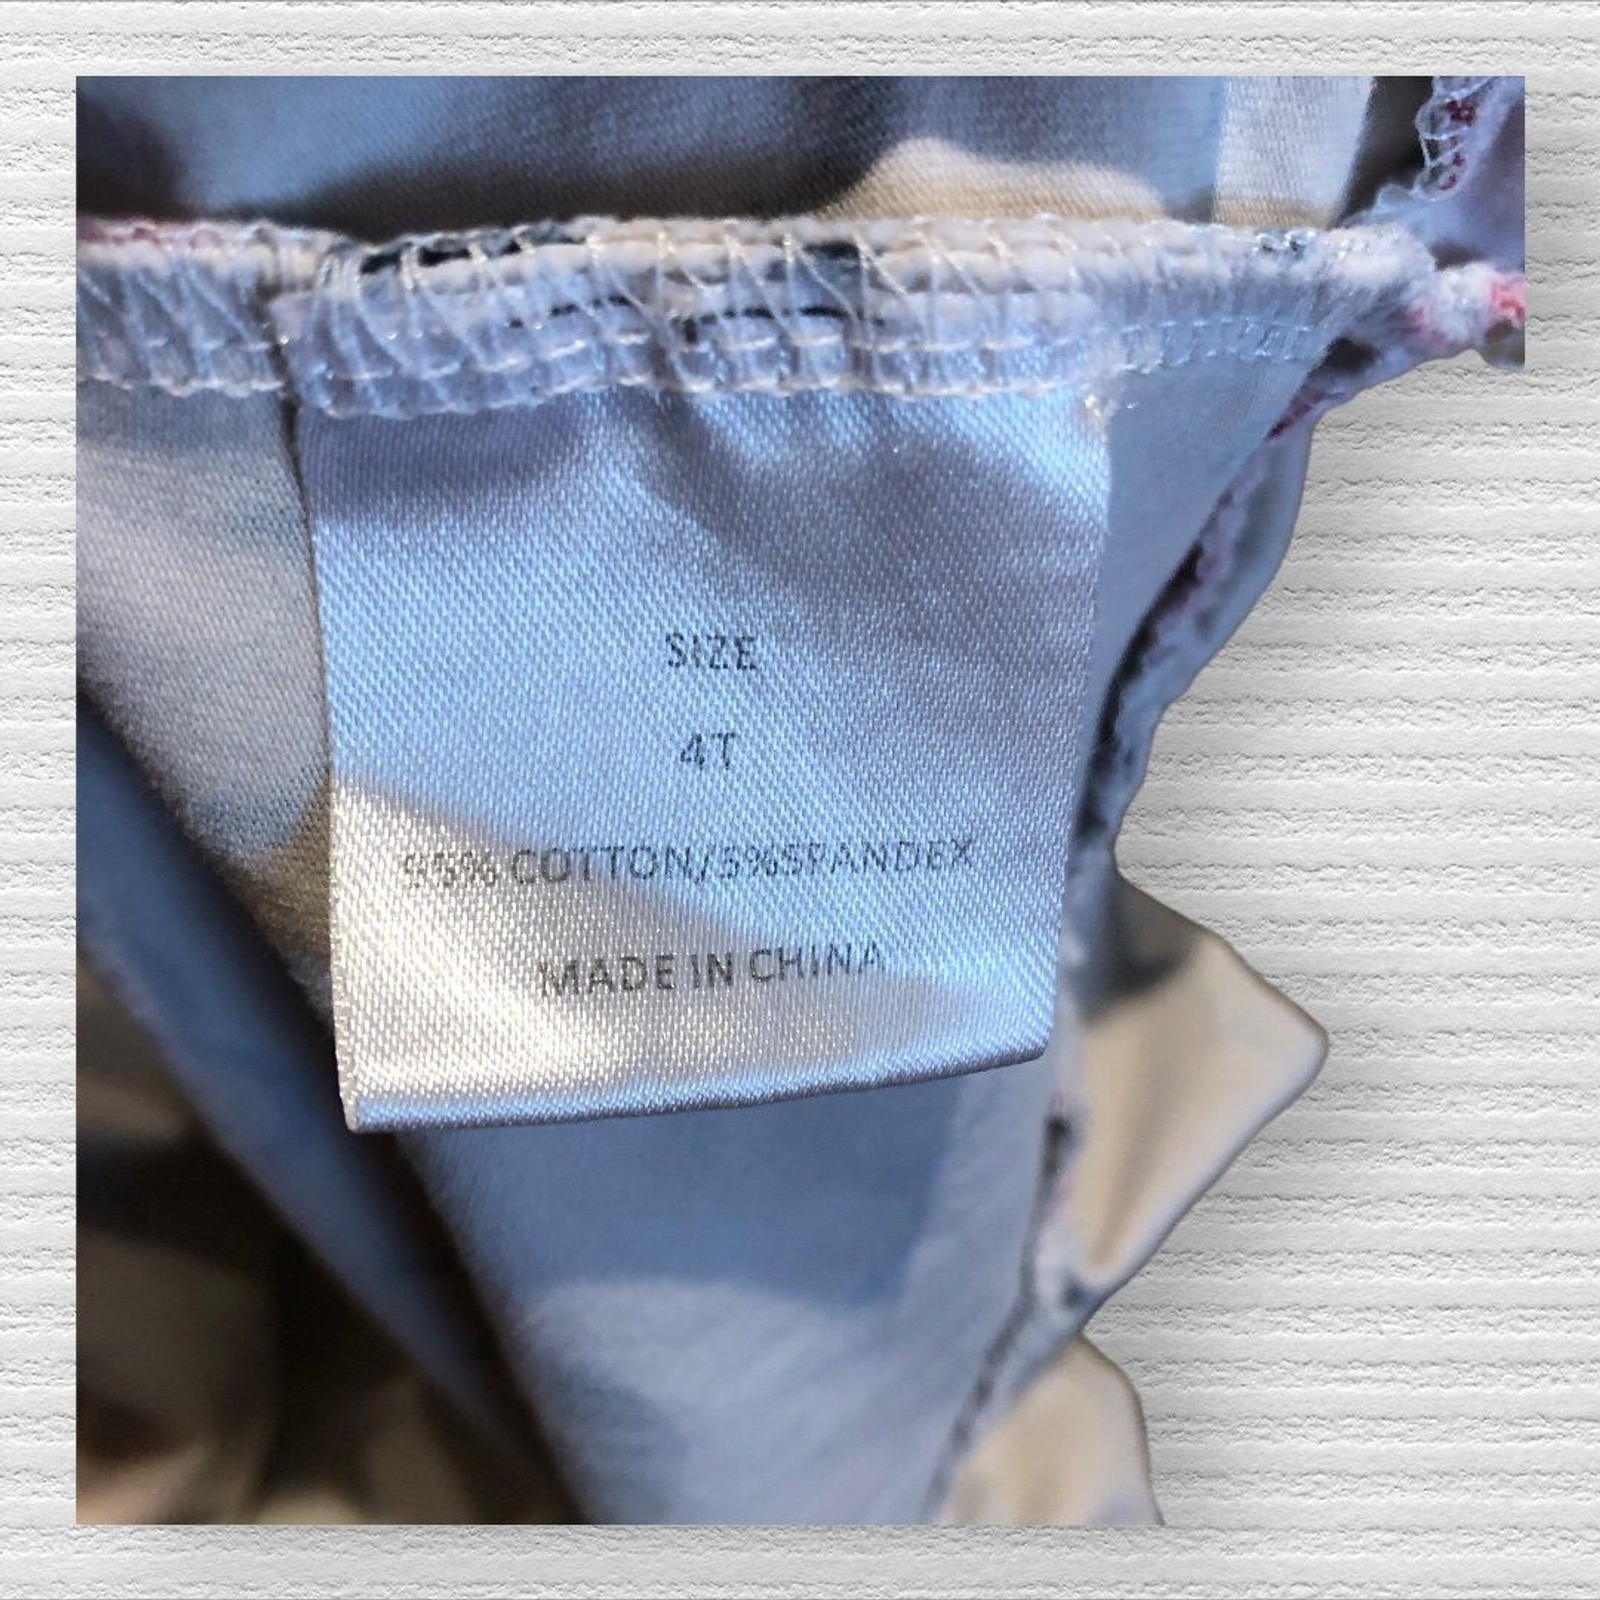 SIZE
4T
95% COTTON/5%SPANDEX
MADE IN CHINA